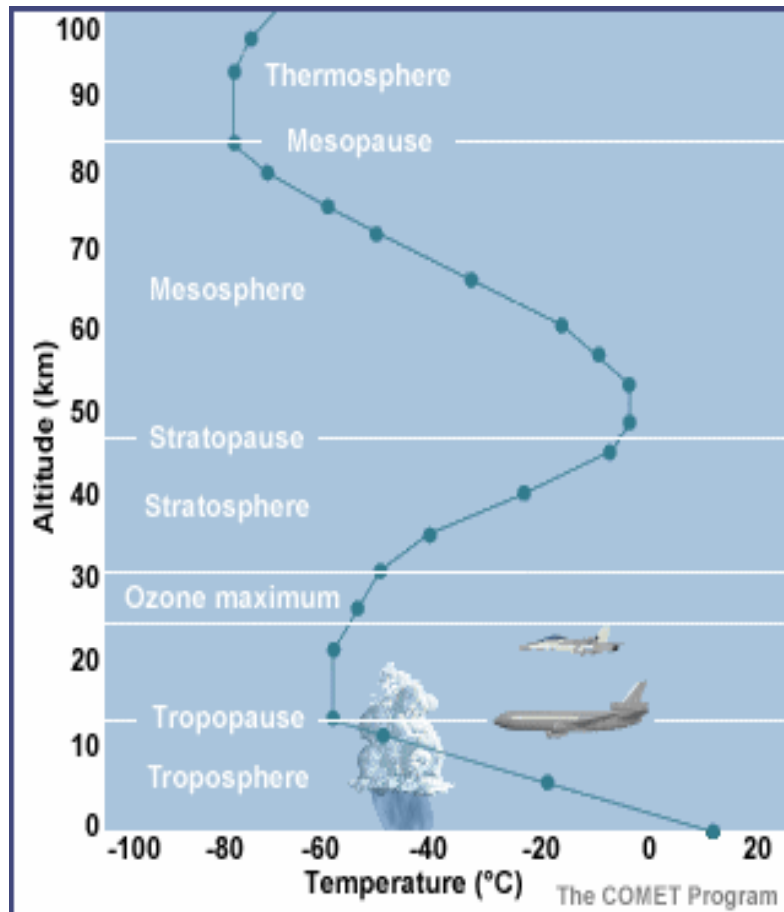 100
Thermosphere
90
Mesopause
80
70
Mesosphere
60
Altitude (km)
50
Stratopause
40
Stratosphere
30
Ozone maximum
20
Tropopause
10
Troposphere
0
-100 -80 -60 -40 -20 0 20
Temperature (°C)
The COMET Program